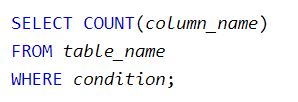 SELECT COUNT(column_name)
FROM table_name
WHERE condition;